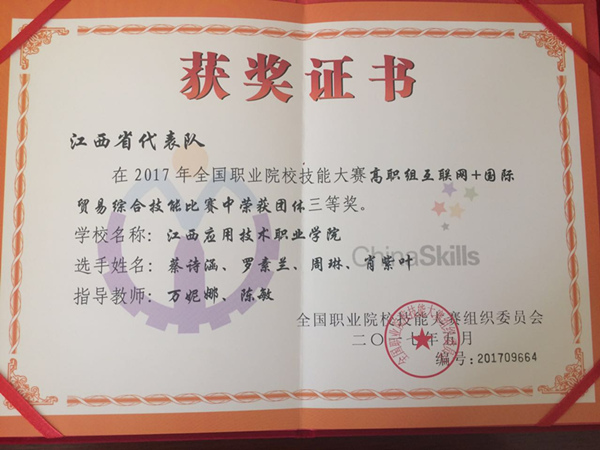 获奖证书
江西省代表队
在2017年全国职业院校技能大赛高职组互联网+国际
贸易综合技能比赛中荣获团体三等奖。
学校名称：江西应用技术职业学院
ChinaSkills
选手姓名：蔡诗涵、罗素兰、周琳、肖紫叶
指导教师：万妮娜、陈敏
全国职业院校技能大赛组织委员会
二〇一七年五月
编号:201709664